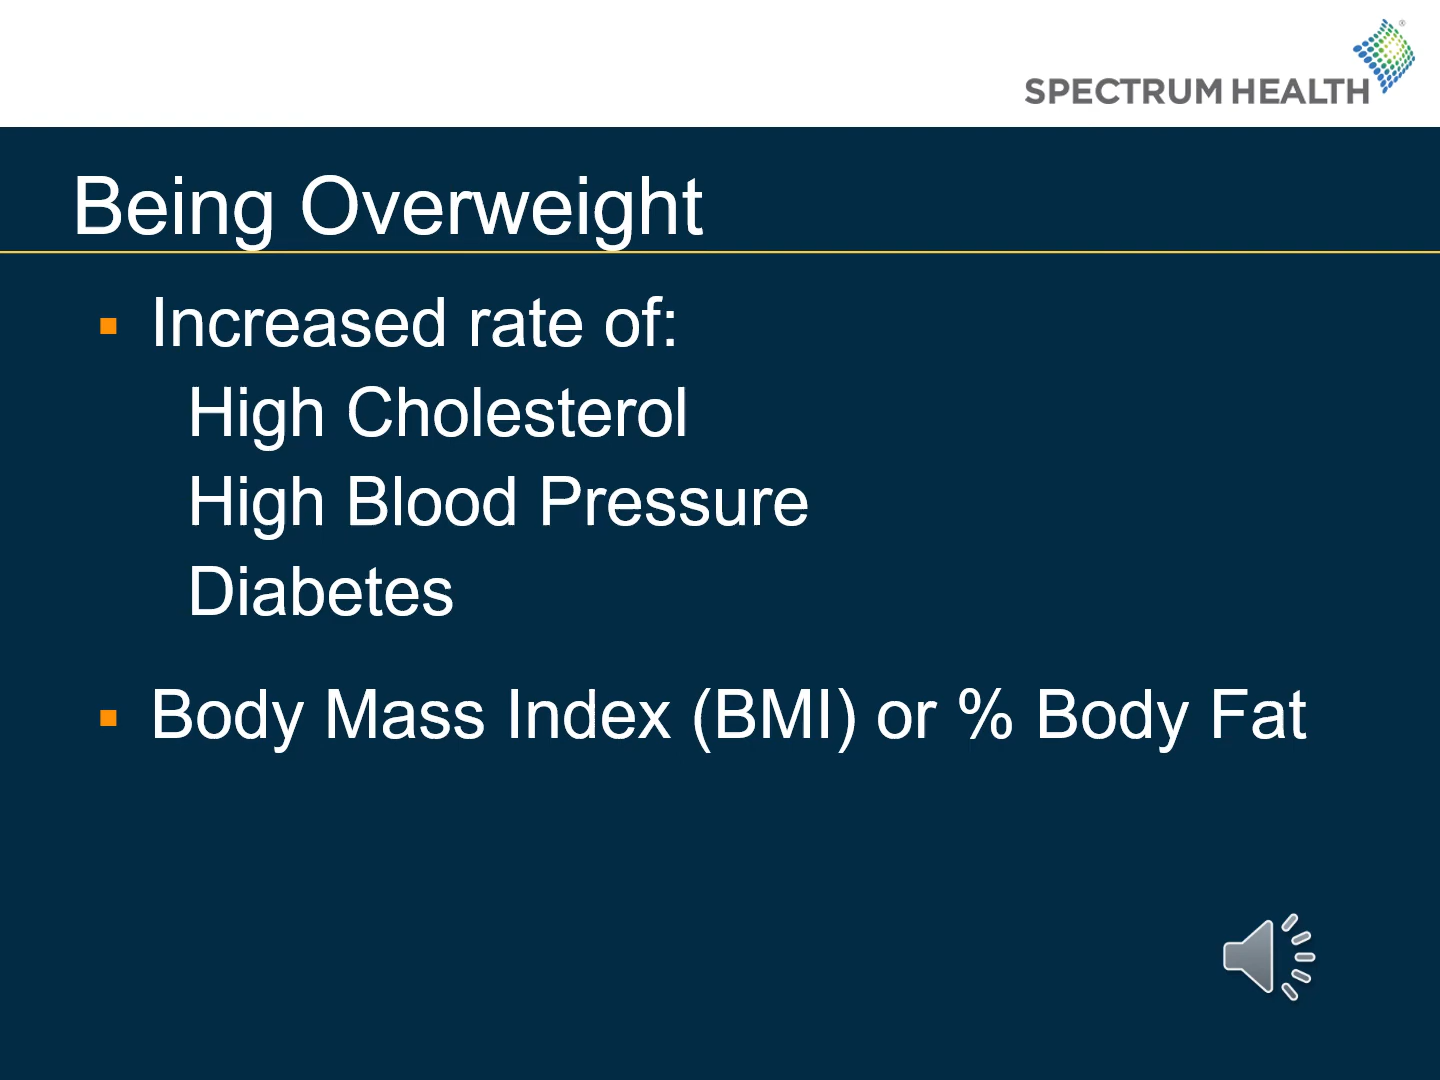 SPECTRUM HEALTH
Being Overweight
▪ Increased rate of:
High Cholesterol
High Blood Pressure
Diabetes
▪ Body Mass Index (BMI) or % Body Fat